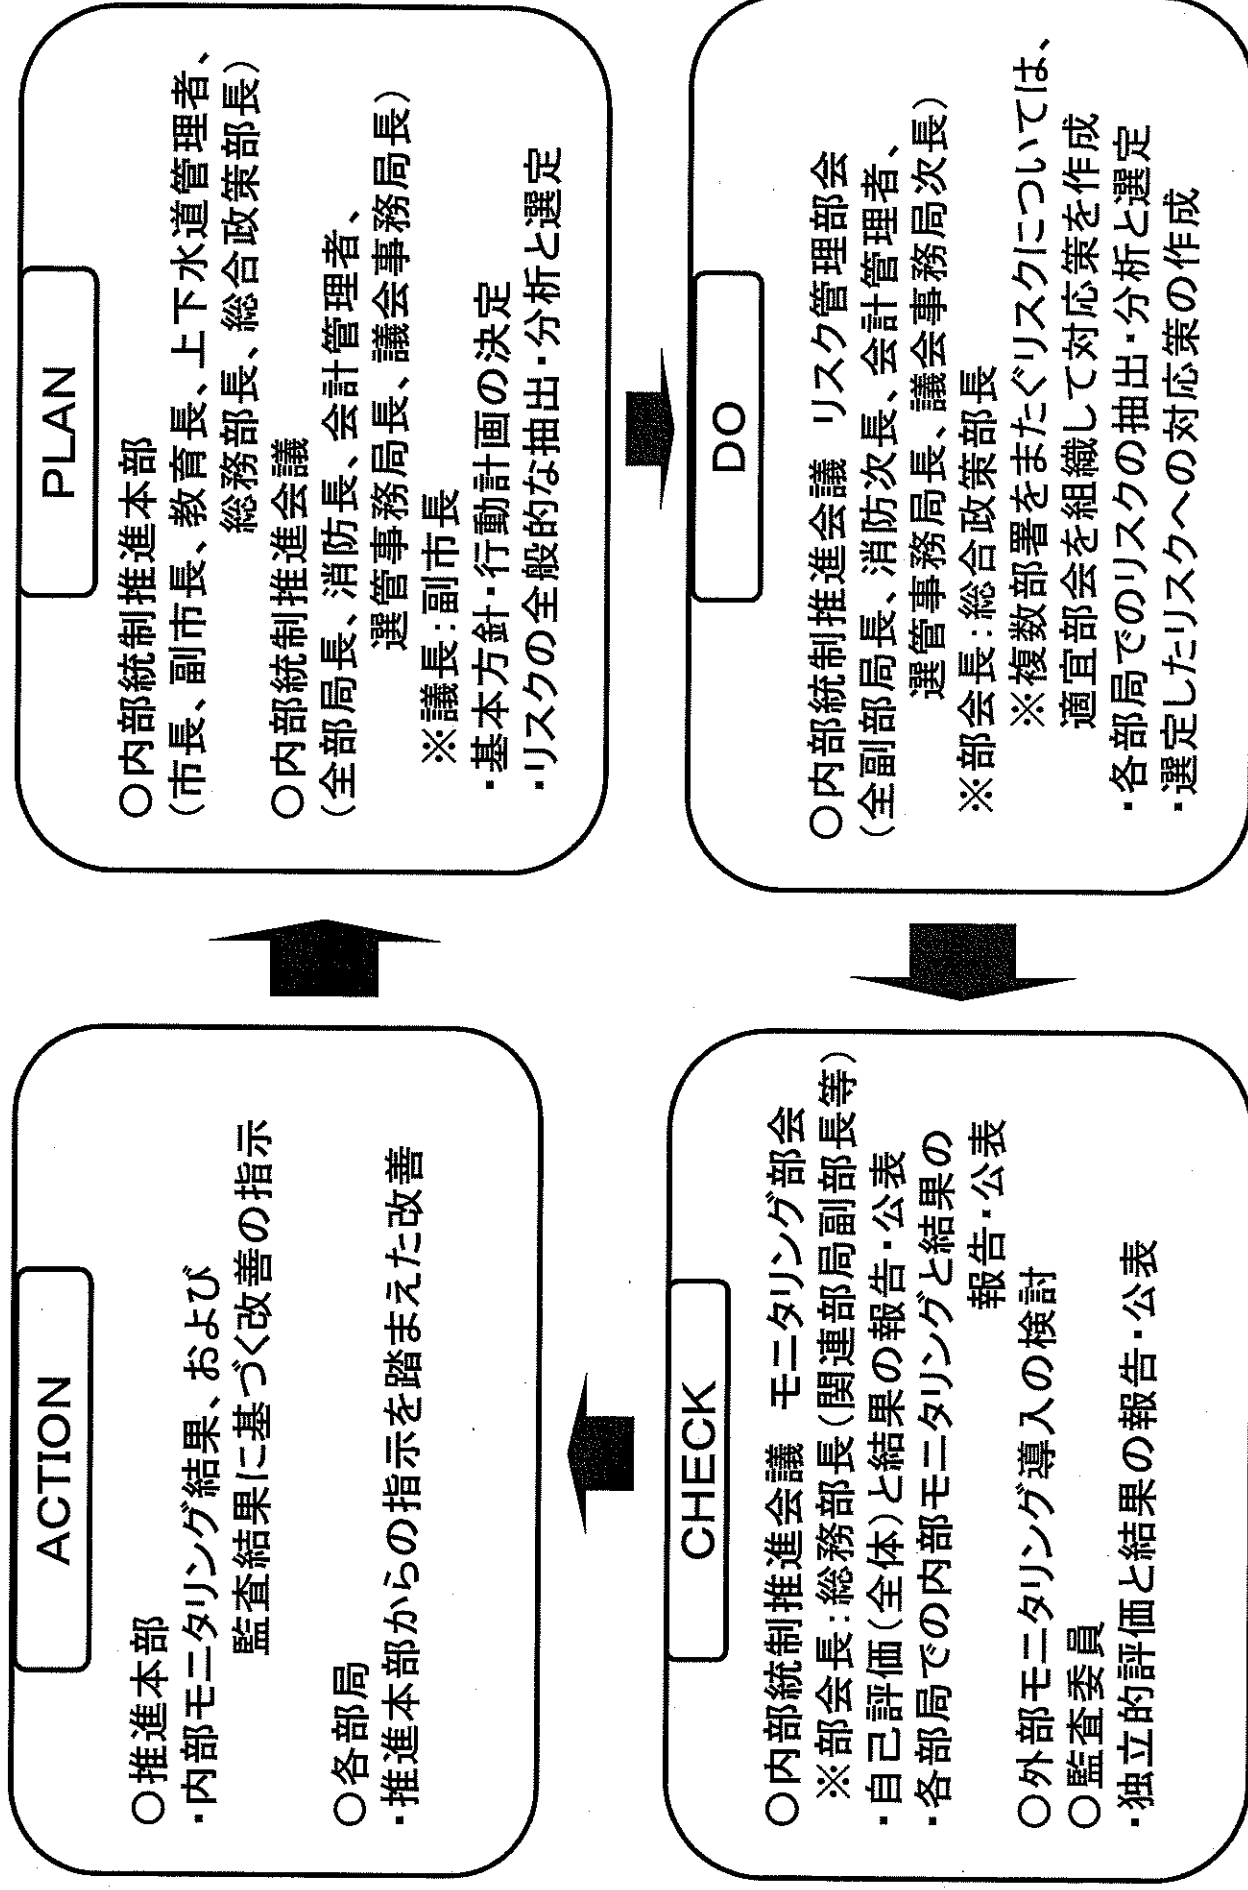 PLAN
○内部統制推進本部
(市長、副市長、教育長、上下水道管理者、
総務部長、総合政策部長)
○内部統制推進会議
(全部局長、消防長、会計管理者、
選管事務局長、議会事務局長)
※議長:副市長
・基本方針・行動計画の決定
・リスクの全般的な抽出・分析と選定
DO
○内部統制推進会議　リスク管理部会
(全副部局長、消防次長、会計管理者、
選管事務局長、議会事務局次長)
※部会長:総合政策部長
※複数部署をまたぐリスクについては、
適宜部会を組織して対応策を作成
・各部局でのリスクの抽出・分析と選定
・選定したリスクへの対応策の作成
CHECK
○内部統制推進会議　モニタリング部会
※部会長:総務部長(関連部局副部長等)
・自己評価(全体)と結果の報告・公表
・各部局での内部モニタリングと結果の
報告・公表
○外部モニタリング導入の検討
○監査委員
・独立的評価と結果の報告・公表
ACTION
○推進本部
・内部モニタリング結果、および
監査結果に基づく改善の指示
○各部局
・推進本部からの指示を踏まえた改善